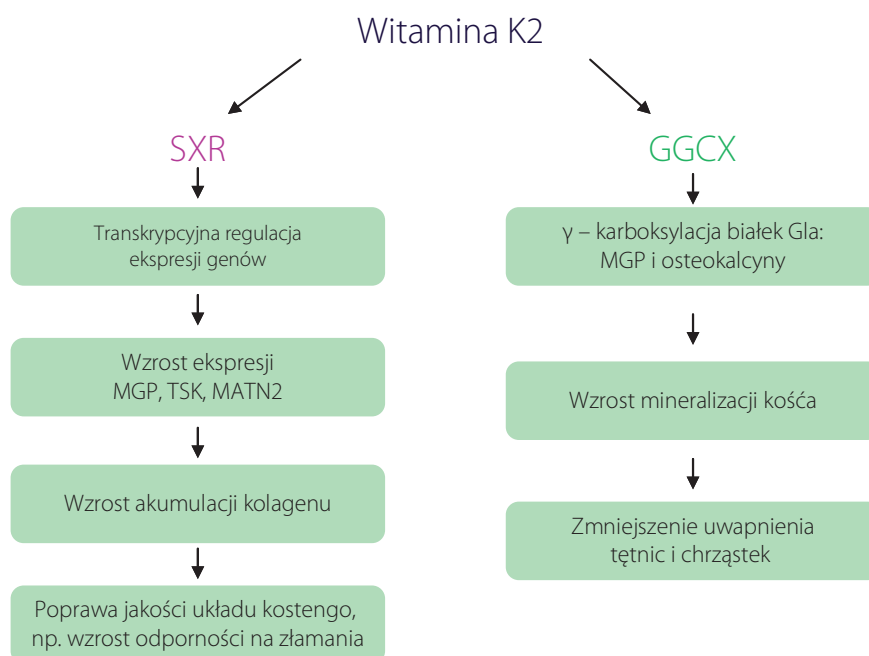 Witamina K2
SXR
Transkrypcyjna regulacja
ekspresji genów
Wzrost ekspresji
MGP, TSK, MATN2
Wzrost akumulacji kolagenu
Poprawa jakości układu kostengo,
np. wzrost odporności na złamania
GGCX
γ – karboksylacja białek Gla:
MGP i osteokalcyny
Wzrost mineralizacji kośća
Zmniejszenie uwapnienia
tętnic i chrząstek